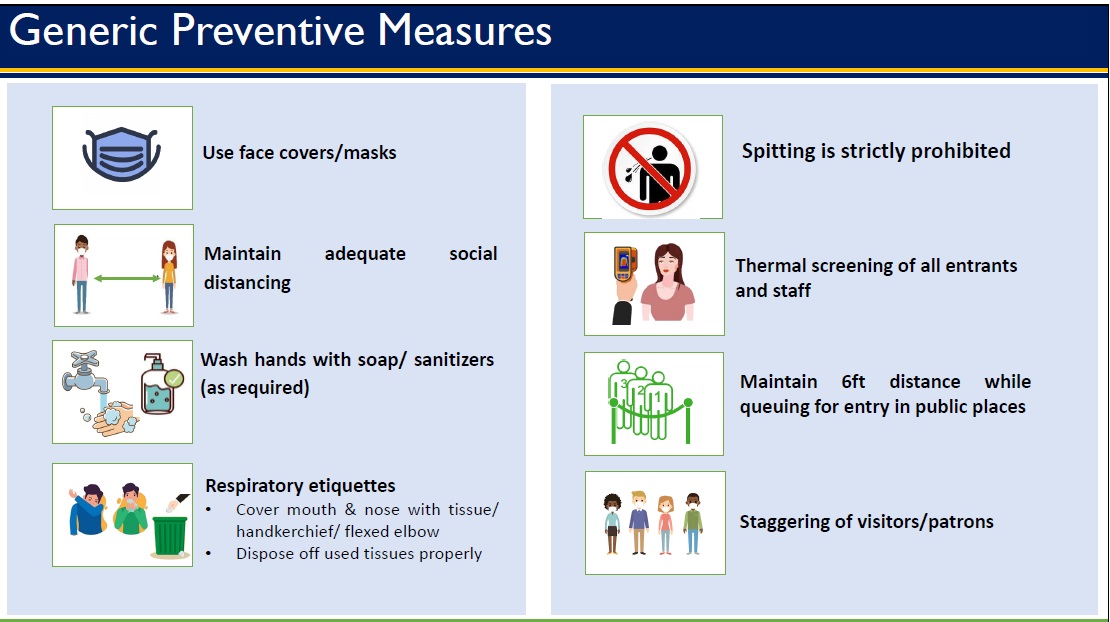 Generic Preventive Measures
Use face covers/masks
Maintain adequate social
distancing
Wash hands with soap/ sanitizers
(as required)
Respiratory etiquettes
• Cover mouth & nose with tissue/
handkerchief/ flexed elbow
• Dispose off used tissues properly
Spitting is strictly prohibited
Thermal screening of all entrants
and staff
3 2 1
Maintain 6ft distance while
queuing for entry in public places
Staggering of visitors/patrons